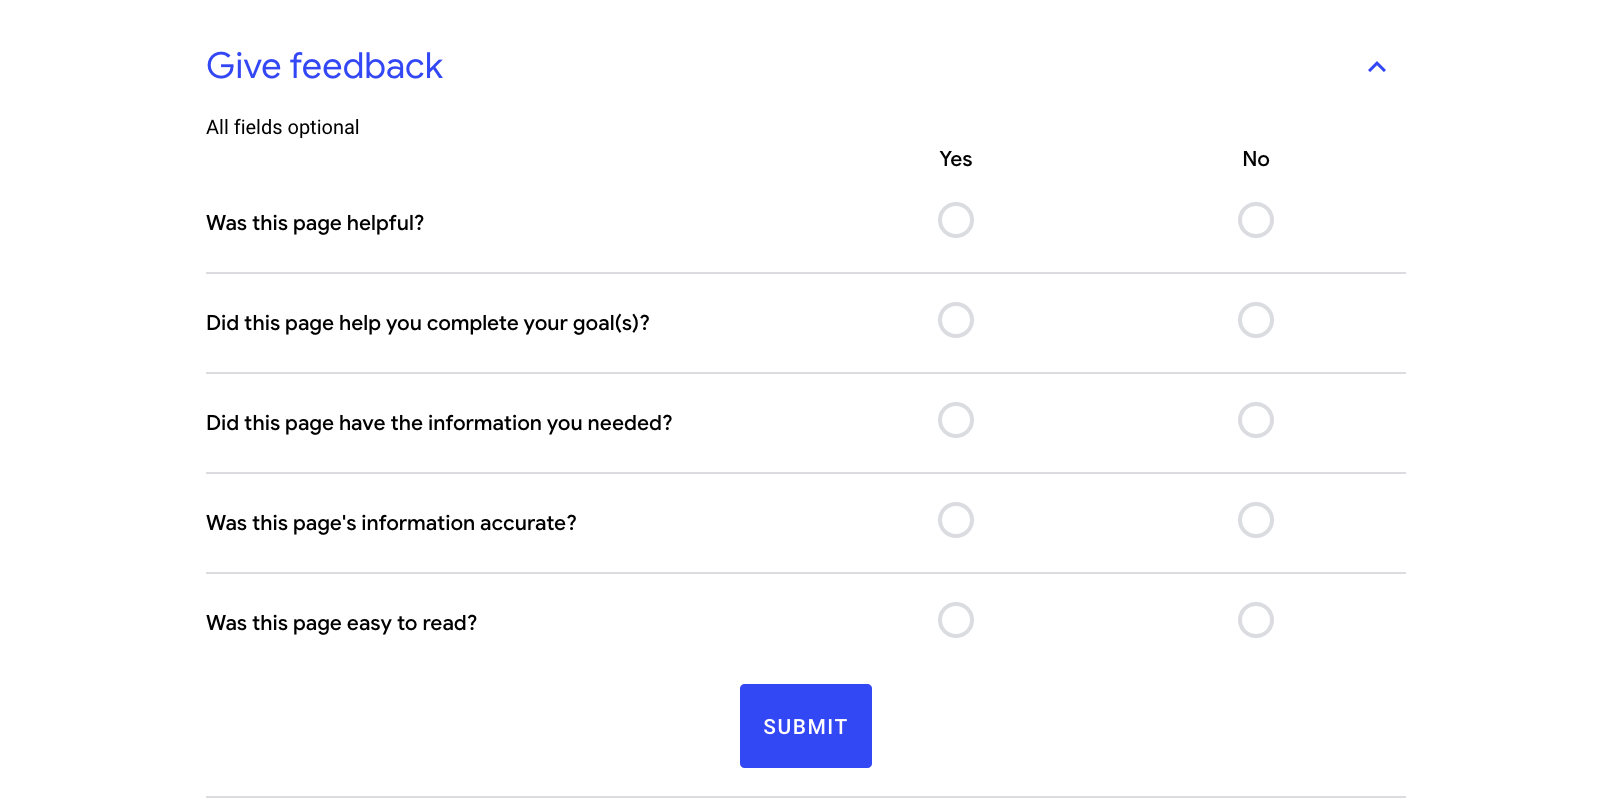 Give feedback
All fields optional
Yes No
Was this page helpful?
Did this page help you complete your goal(s)?
Did this page have the information you needed?
Was this page's information accurate?
Was this page easy to read?
SUBMIT